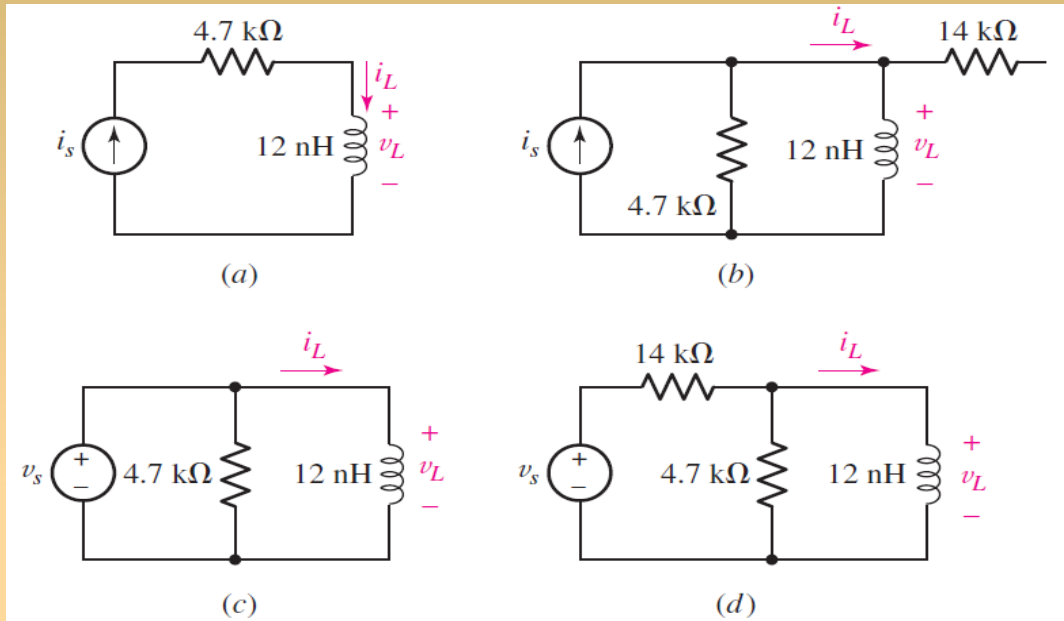 4.7 kΩ
iL
+
is
12 nH
vL
−
(a)
iL
14 kΩ
+
is
12 nH
vL
−
4.7 kΩ
(b)
iL
+
vs
+
−
4.7 kΩ
12 nH
vL
−
(c)
14 kΩ
iL
+
vs
+
−
4.7 kΩ
12 nH
vL
−
(d)